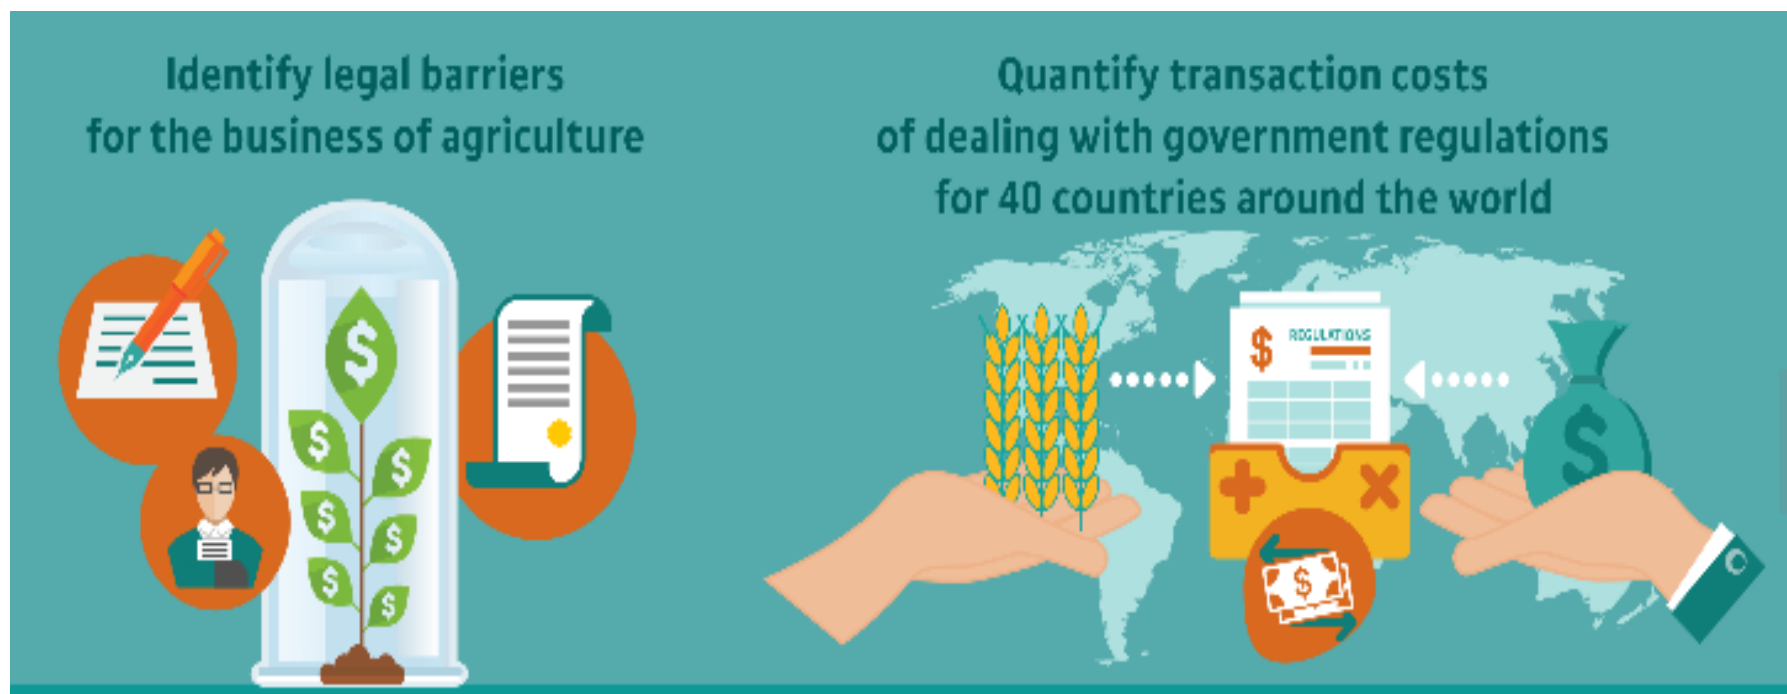 Identify legal barriers
for the business of agriculture
Quantify transaction costs
of dealing with government regulations
for 40 countries around the world
$
$
$
$
$
$
$
$ REGULATIONS
$
$